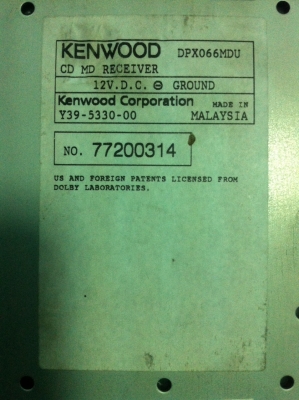 KENWOOD DPX066MDU
CD MD RECEIVER
12V.D.C. ⊖ GROUND
Kenwood Corporation MADE IN
Y39-5330-00 MALAYSIA
NO. 77200314
US AND FOREIGN PATENTS LICENSED FROM
DOLBY LABORATORIES.